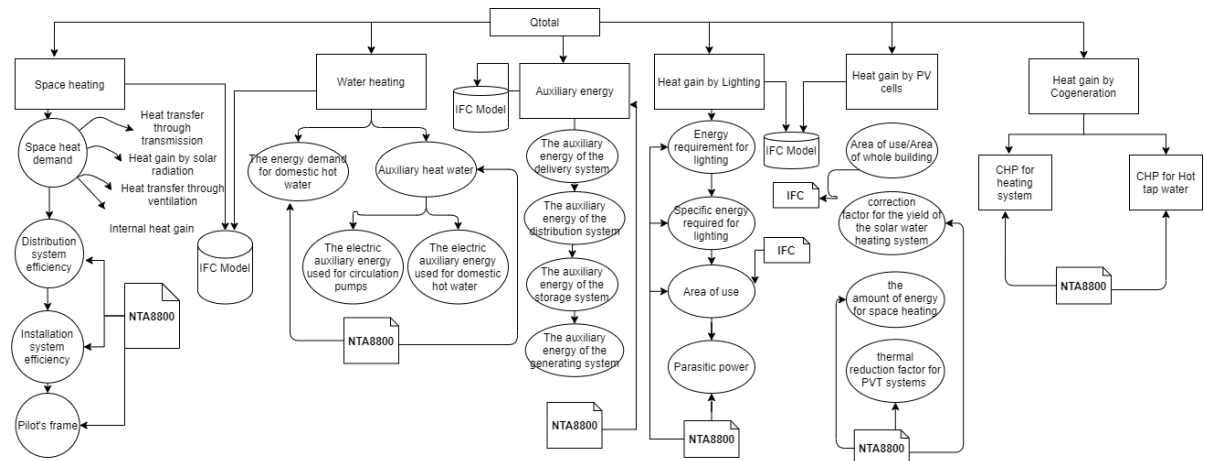 Qtotal
Space heating
Water heating
Auxiliary energy
Heat gain by Lighting
Heat gain by PV
cells
Heat gain by
Cogeneration
Space heat
demand
Heat transfer
through
transmission
Heat gain by solar
radiation
Heat transfer through
ventilation
Internal heat gain
Distribution
system
efficiency
Installation
system
efficiency
Pilot's frame
NTA8800
IFC Model
The energy demand
for domestic hot
water
Auxiliary heat water
The electric
auxiliary energy
used for circulation
pumps
The electric
auxiliary energy
used for domestic
hot water
NTA8800
IFC Model
The auxiliary
energy of the
delivery system
The auxiliary
energy of the
distribution system
The auxiliary
energy of the
storage system
The auxiliary
energy of the
generating system
NTA8800
Energy
requirement for
lighting
Specific energy
required for
lighting
IFC
Area of use
Parasitic power
NTA8800
IFC Model
Area of use/Area
of whole building
IFC
correction
factor for the yield of
the solar water
heating system
the
amount of energy
for space heating
thermal
reduction factor for
PVT systems
NTA8800
CHP for
heating
system
CHP for Hot
tap water
NTA8800